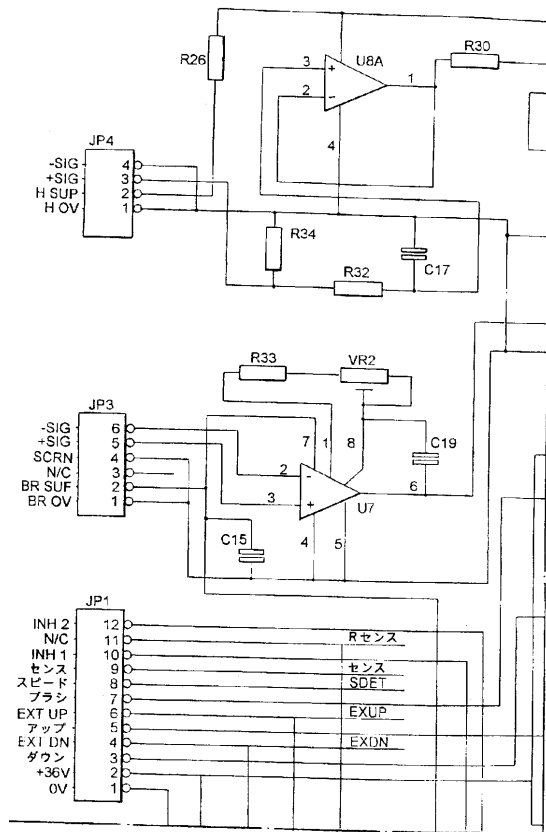 R26
U8A
R30
3
+
2
-
1
4
JP4
-SIG 4
+SIG 3
H SUP 2
H OV 1
R34
R32
C17
R33
VR2
JP3
-SIG 6
+SIG 5
SCRN 4
N/C 3
BR SUF 2
BR OV 1
7
1
8
C19
2
-
3
+
6
U7
4
5
C15
JP1
INH 2 12
N/C 11
INH 1 10
センス 9
スピード 8
ブラシ 7
EXT UP 6
アップ 5
EXT DN 4
ダウン 3
+36V 2
0V 1
Rセンス
センス
SDET
EXUP
EXDN